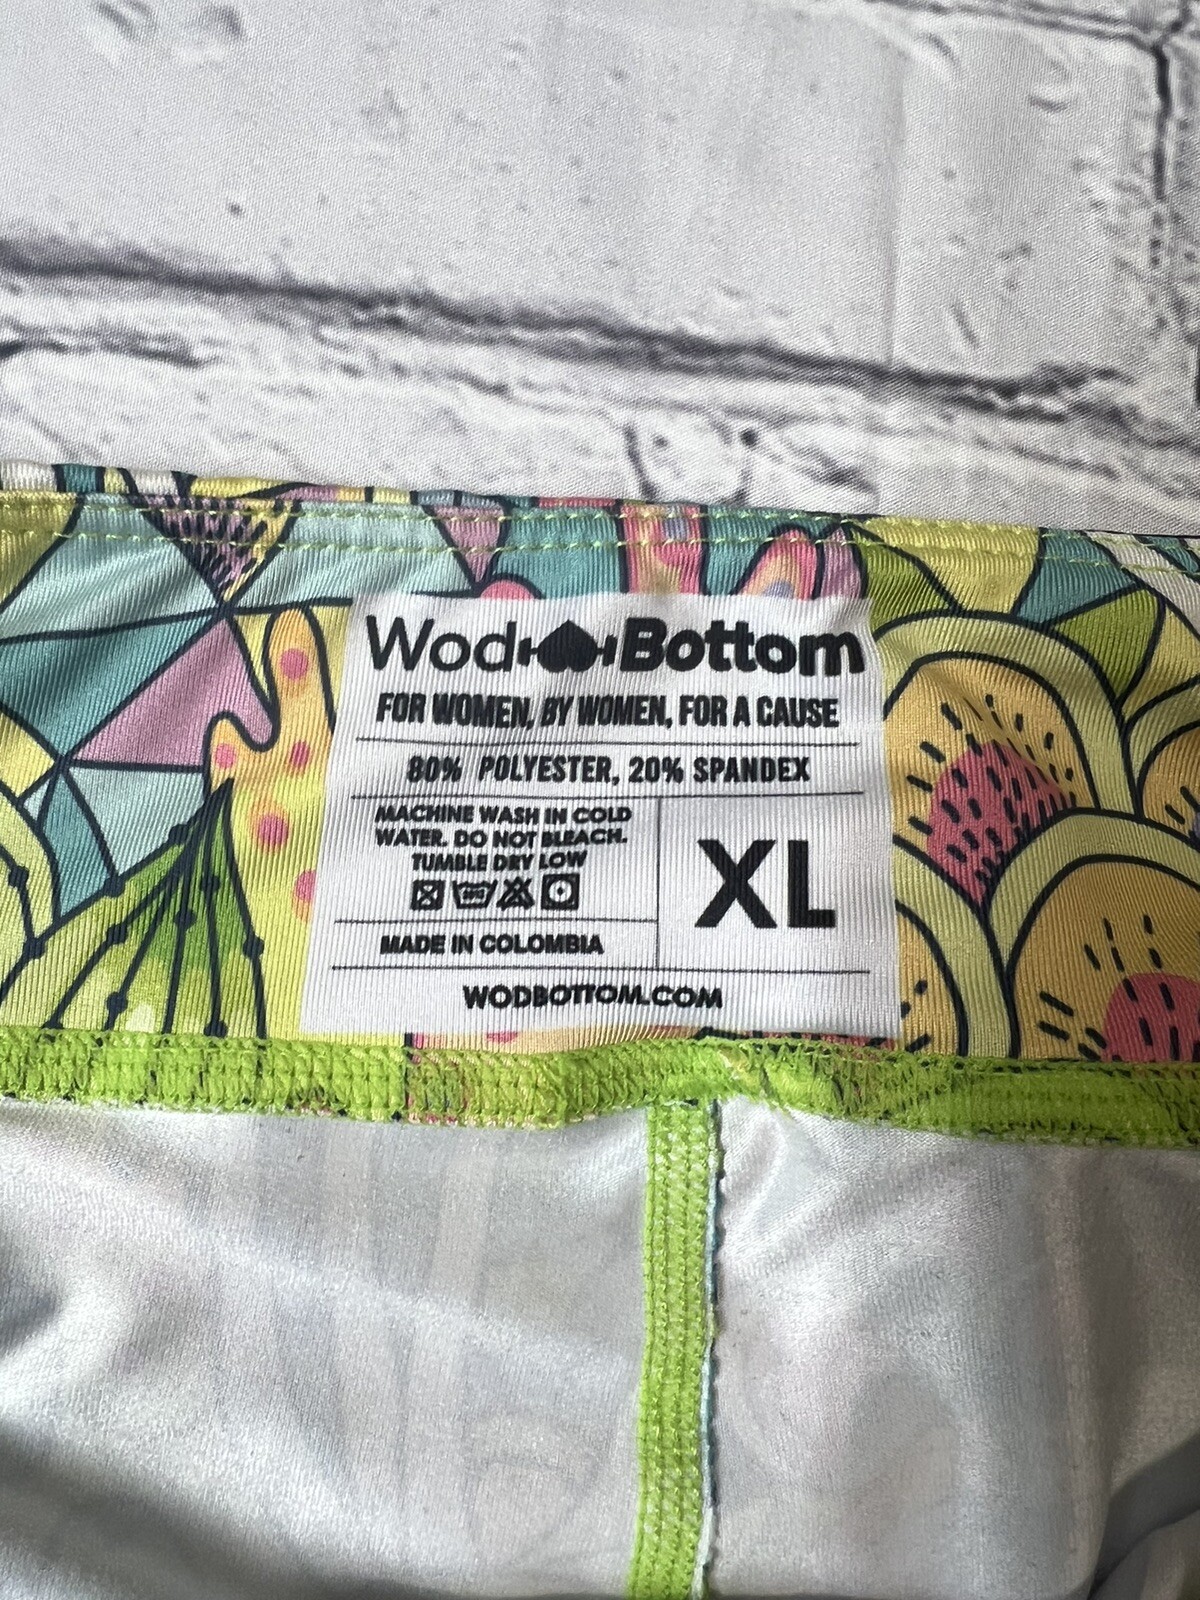 Wod Bottom
FOR WOMEN, BY WOMEN, FOR A CAUSE
80% POLYESTER, 20% SPANDEX
MACHINE WASH IN COLD
WATER. DO NOT BLEACH.
TUMBLE DRY LOW
XL
MADE IN COLOMBIA
WODBOTTOM.COM